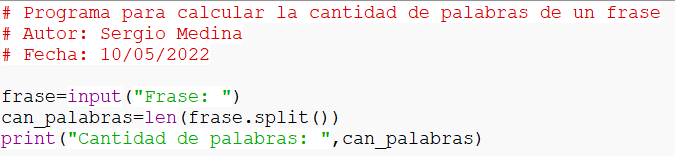 # Programa para calcular la cantidad de palabras de un frase
# Autor: Sergio Medina
# Fecha: 10/05/2022
frase=input("Frase: ")
can_palabras=len(frase.split())
print("Cantidad de palabras: ",can_palabras)